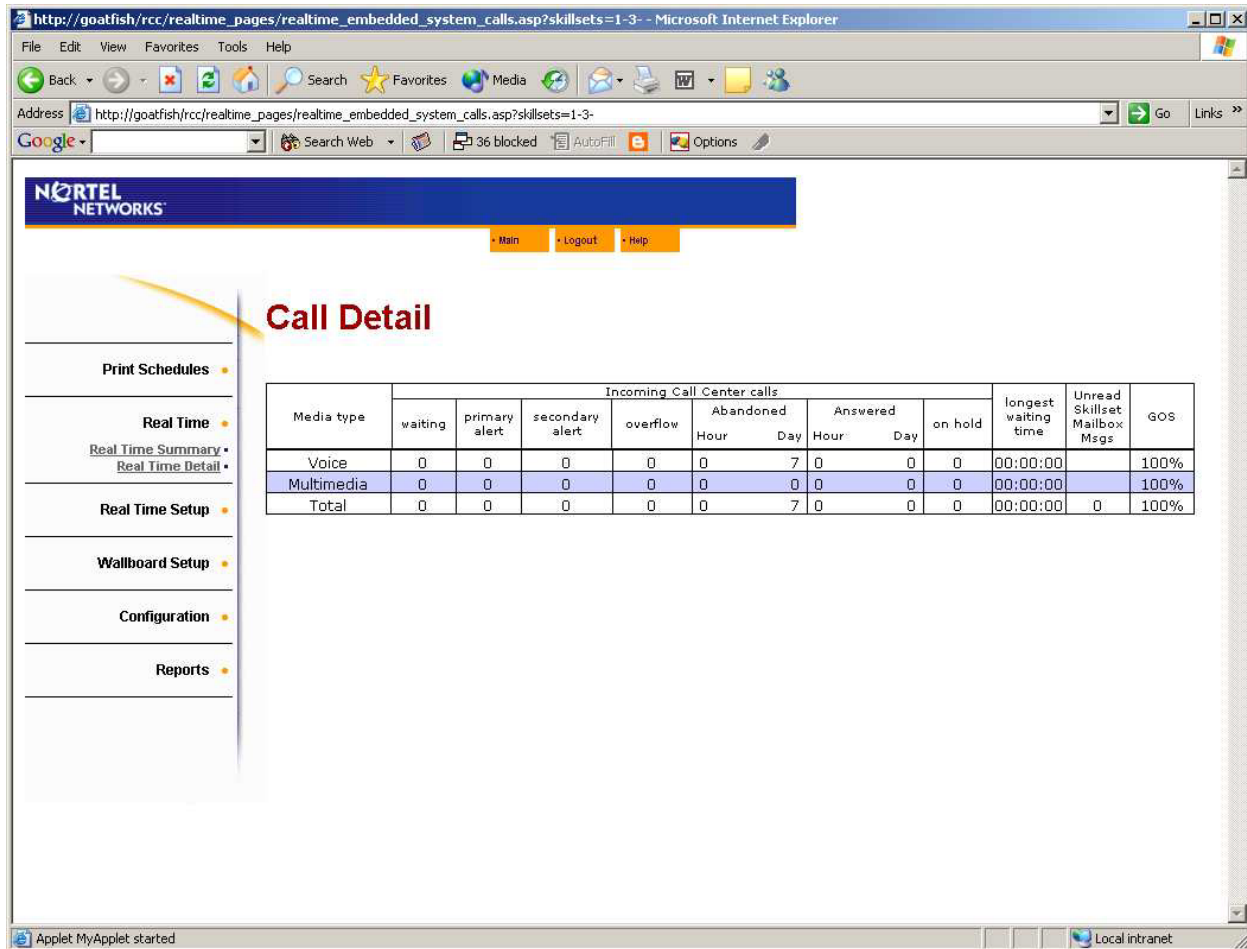 http://goatfish/rcc/realtime_pages/realtime_embedded_system_calls.asp?skillsets=1-3- - Microsoft Internet Explorer
File Edit View Favorites Tools Help
Back Search Favorites Media
Address http://goatfish/rcc/realtime_pages/realtime_embedded_system_calls.asp?skillsets=1-3- Go Links »
Google Search Web 36 blocked AutoFill Options
NORTEL
NETWORKS
Main Logout Help
Call Detail
Print Schedules
Real Time
Real Time Summary
Real Time Detail
Real Time Setup
Wallboard Setup
Configuration
Reports
Media type Incoming Call Center calls longest waiting time Unread Skillset Mailbox Msgs GOS
waiting primary alert secondary alert overflow Abandoned Answered on hold
Hour Day Hour Day
Voice 0 0 0 0 0 7 0 0 0 00:00:00 100%
Multimedia 0 0 0 0 0 0 0 0 0 00:00:00 100%
Total 0 0 0 0 0 7 0 0 0 00:00:00 0 100%
Applet MyApplet started Local intranet